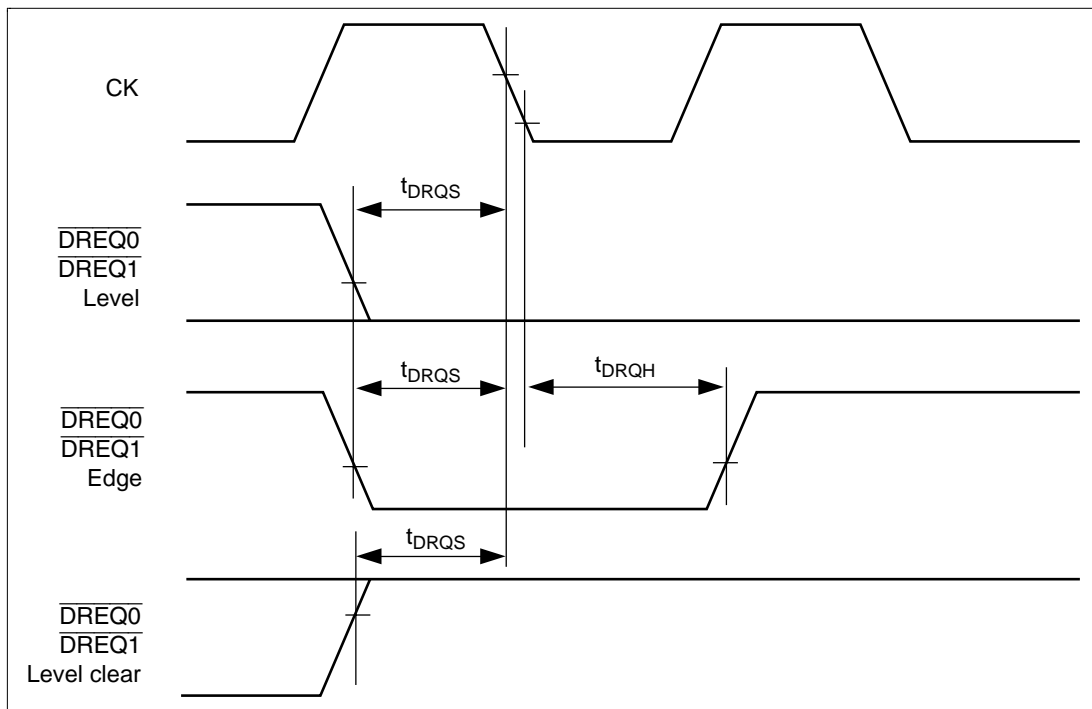 CK
tDRQS
DREQ0
DREQ1
Level
tDRQS
tDRQH
DREQ0
DREQ1
Edge
tDRQS
DREQ0
DREQ1
Level clear